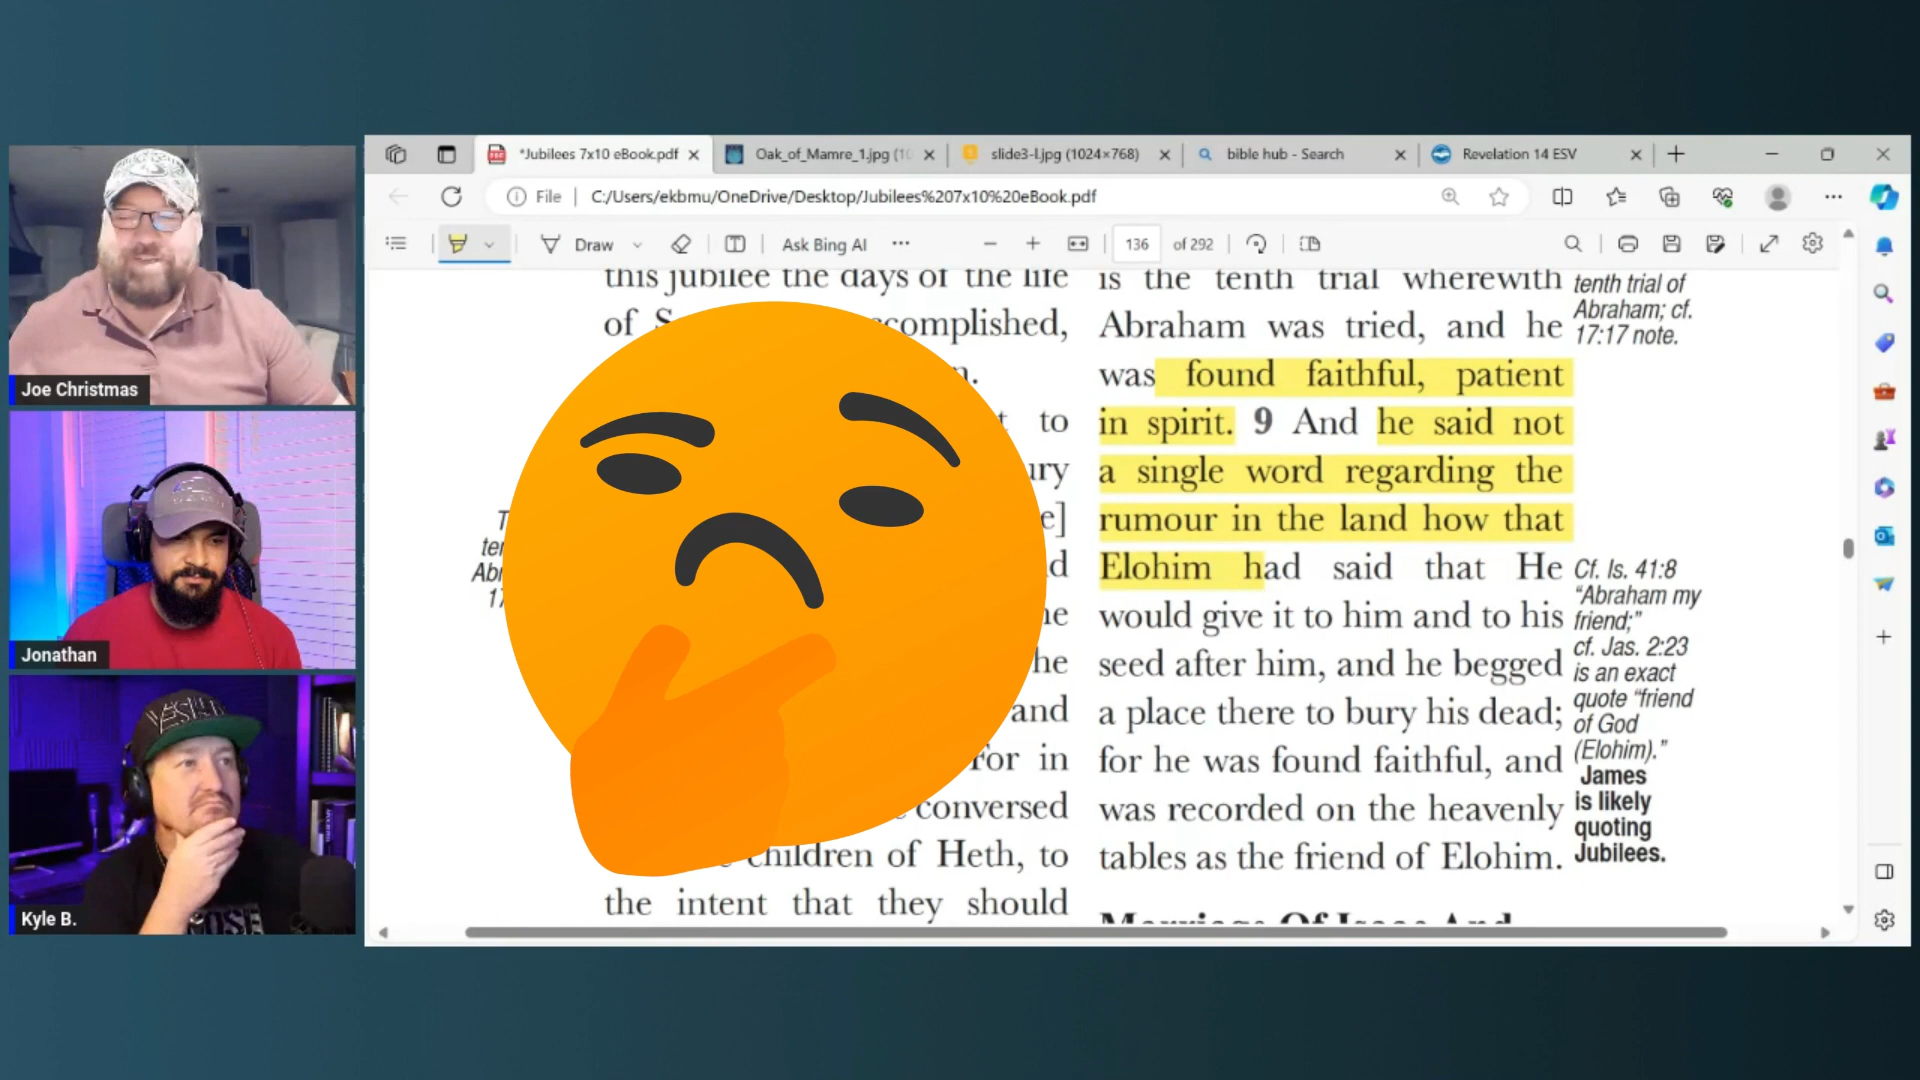 Joe Christmas
Jonathan
Kyle B.
*Jubilees 7x10 eBook.pdf
Oak_of_Mamre_1.jpg (10
slide3-l.jpg (1024×768)
bible hub - Search
Revelation 14 ESV
File
C:/Users/ekbmu/OneDrive/Desktop/Jubilees%207x10%20eBook.pdf
Draw
Ask Bing AI
136
of 292
this jubilee the days of the life
of
complished,
to
and
For in
conversed
children of Heth, to
the intent that they should
is the tenth trial wherewith
Abraham was tried, and he
was found faithful, patient
in spirit. 9 And he said not
a single word regarding the
rumour in the land how that
Elohim had said that He
would give it to him and to his
seed after him, and he begged
a place there to bury his dead;
for he was found faithful, and
was recorded on the heavenly
tables as the friend of Elohim.
tenth trial of
Abraham; cf.
17:17 note.
Cf. Is. 41:8
"Abraham my
friend;"
cf. Jas. 2:23
is an exact
quote "friend
of God
(Elohim)."
James
is likely
quoting
Jubilees.